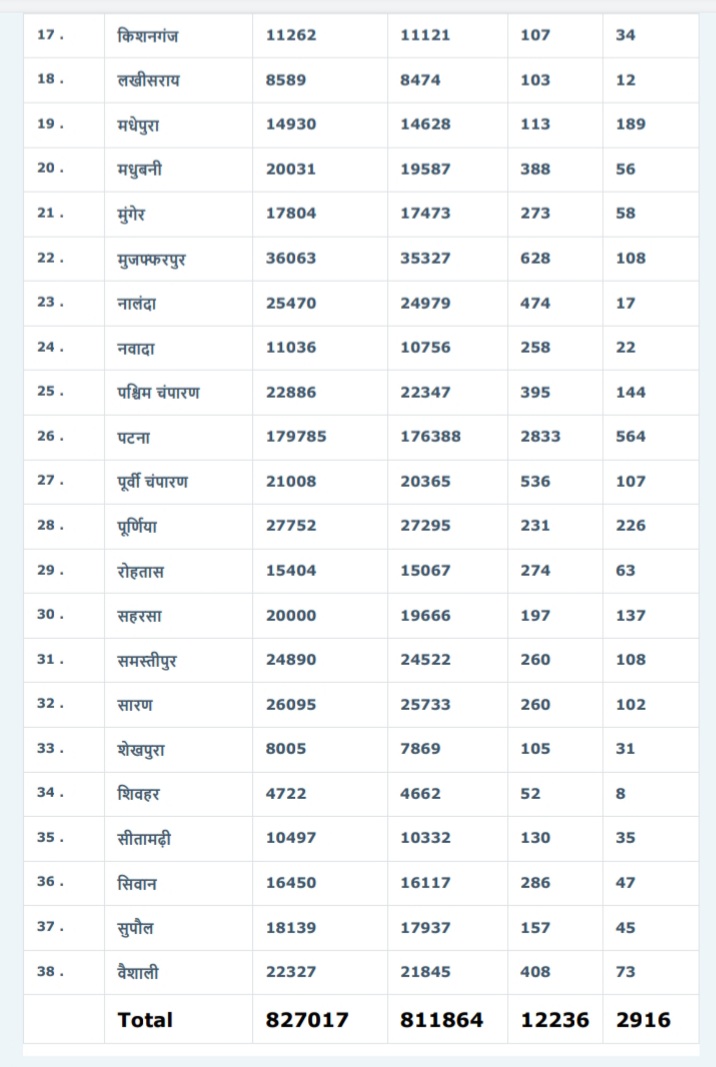 17 . किशनगंज 11262 11121 107 34
18 . लखीसराय 8589 8474 103 12
19 . मधेपुरा 14930 14628 113 189
20 . मधुबनी 20031 19587 388 56
21 . मुंगेर 17804 17473 273 58
22 . मुजफ्फरपुर 36063 35327 628 108
23 . नालंदा 25470 24979 474 17
24 . नवादा 11036 10756 258 22
25 . पश्चिम चंपारण 22886 22347 395 144
26 . पटना 179785 176388 2833 564
27 . पूर्वी चंपारण 21008 20365 536 107
28 . पूर्णिया 27752 27295 231 226
29 . रोहतास 15404 15067 274 63
30 . सहरसा 20000 19666 197 137
31 . समस्तीपुर 24890 24522 260 108
32 . सारण 26095 25733 260 102
33 . शेखपुरा 8005 7869 105 31
34 . शिवहर 4722 4662 52 8
35 . सीतामढ़ी 10497 10332 130 35
36 . सिवान 16450 16117 286 47
37 . सुपौल 18139 17937 157 45
38 . वैशाली 22327 21845 408 73
Total 827017 811864 12236 2916